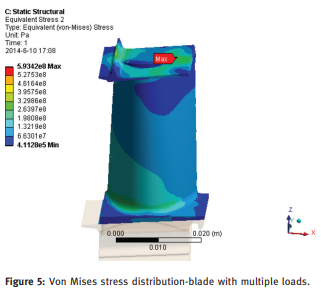 C: Static Structural
Equivalent Stress 2
Type: Equivalent (von-Mises) Stress
Unit: Pa
Time: 1
2014-6-10 17:08
5.9342e8 Max
5.2753e8
4.6164e8
3.9575e8
3.2986e8
2.6397e8
1.9808e8
1.3219e8
6.6301e7
4.1128e5 Min
Max
0.000
0.020 (m)
0.010
Z
X
Figure 5: Von Mises stress distribution-blade with multiple loads.